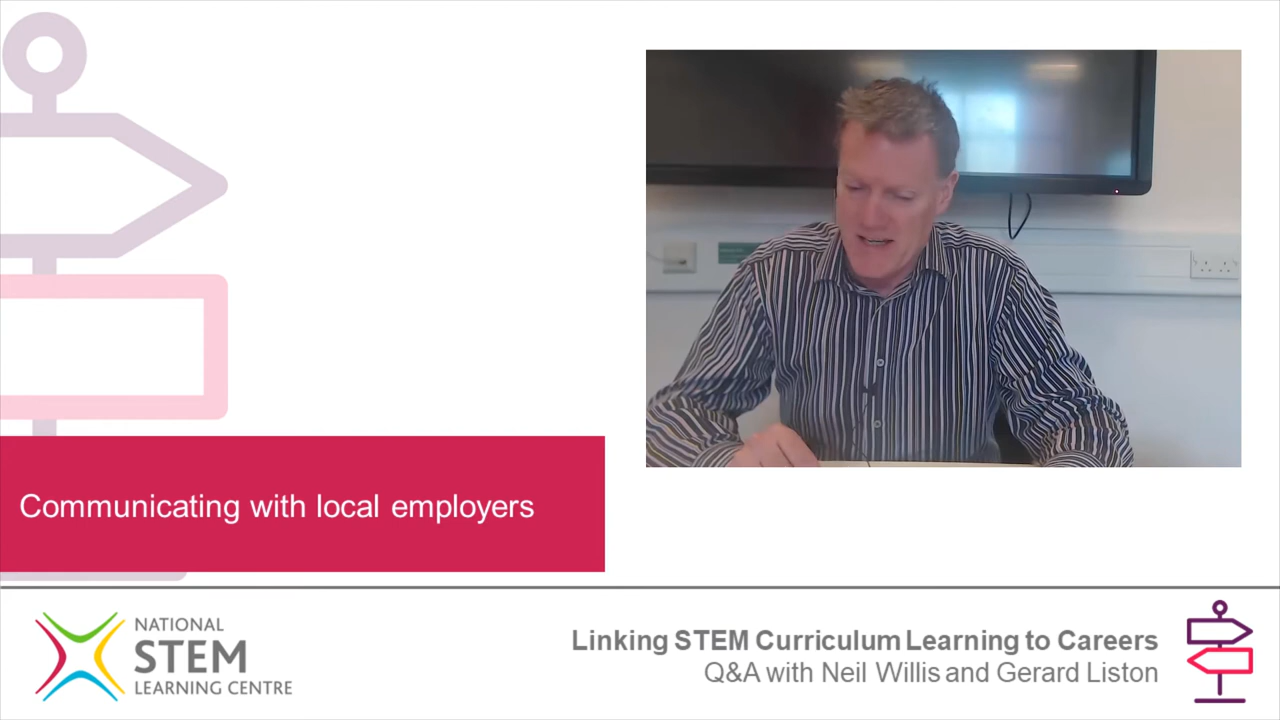 Communicating with local employers
NATIONAL
STEM
LEARNING CENTRE
Linking STEM Curriculum Learning to Careers
Q&A with Neil Willis and Gerard Liston